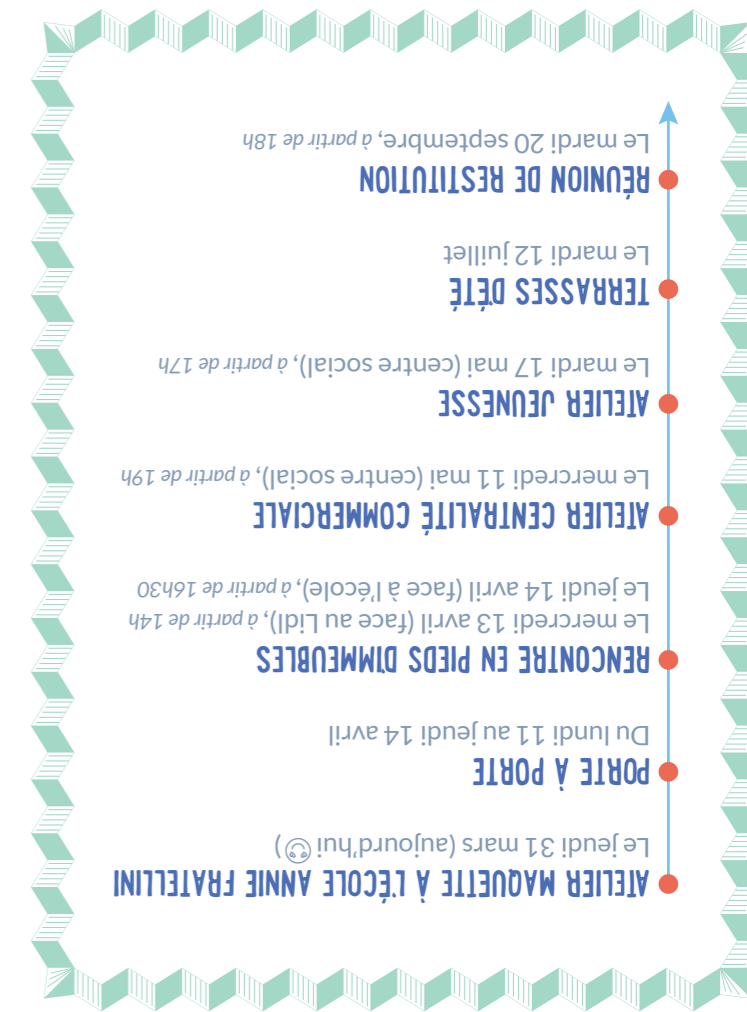 ATELIER MAQUETTE À L'ÉCOLE ANNIE FRATELLINI
Le jeudi 31 mars (aujourd'hui )
PORTE À PORTE
Du lundi 11 au jeudi 14 avril
RENCONTRE EN PIEDS D'IMMEUBLES
Le mercredi 13 avril (face au Lidl), à partir de 14h
Le jeudi 14 avril (face à l'école), à partir de 16h30
ATELIER CENTRALITÉ COMMERCIALE
Le mercredi 11 mai (centre social), à partir de 19h
ATELIER JEUNESSE
Le mardi 17 mai (centre social), à partir de 17h
TERRASSES D'ÉTÉ
Le mardi 12 juillet
RÉUNION DE RESTITUTION
Le mardi 20 septembre, à partir de 18h